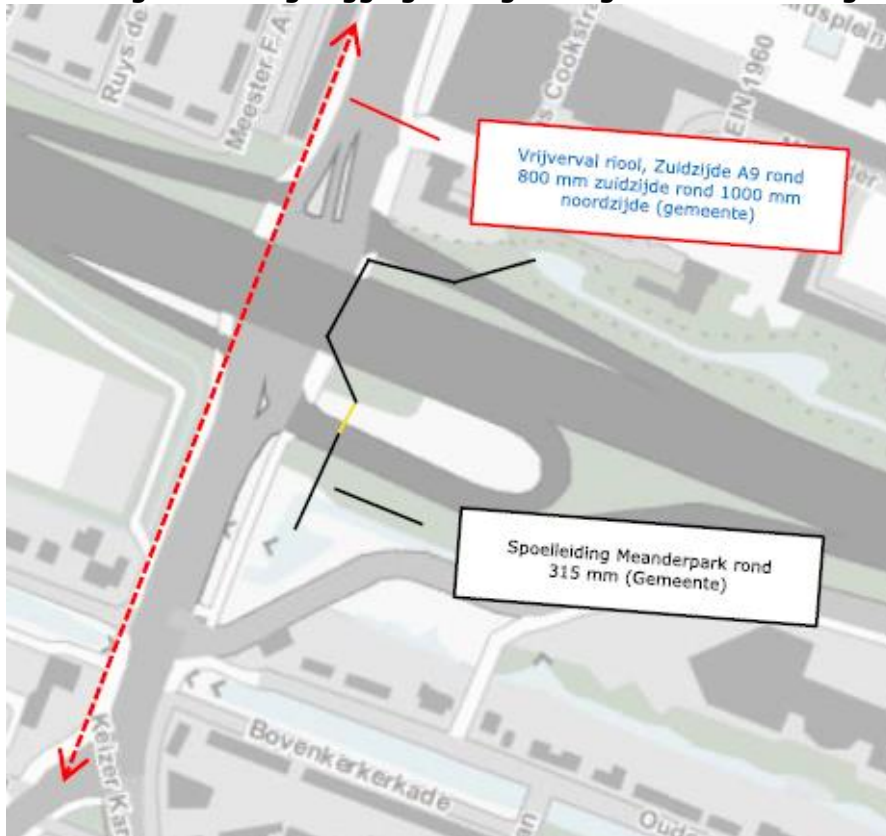 Ruys de
Meester F.A
s Cookstr
EIN 1960
Vrijverval riool, Zuidzijde A9 rond
800 mm zuidzijde rond 1000 mm
noordzijde (gemeente)
Spoelleiding Meanderpark rond
315 mm (Gemeente)
Keizer Kar
Bovenkerkerkade